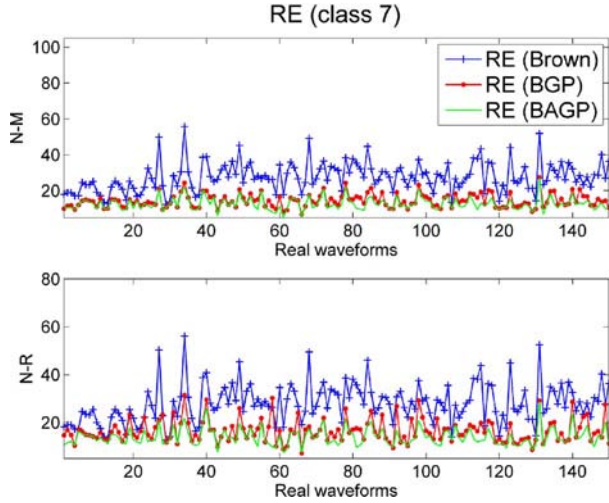 RE (class 7)
100
80
60
40
20
N-M
RE (Brown)
RE (BGP)
RE (BAGP)
20 40 60 80 100 120 140
Real waveforms
80
60
40
20
N-R
20 40 60 80 100 120 140
Real waveforms